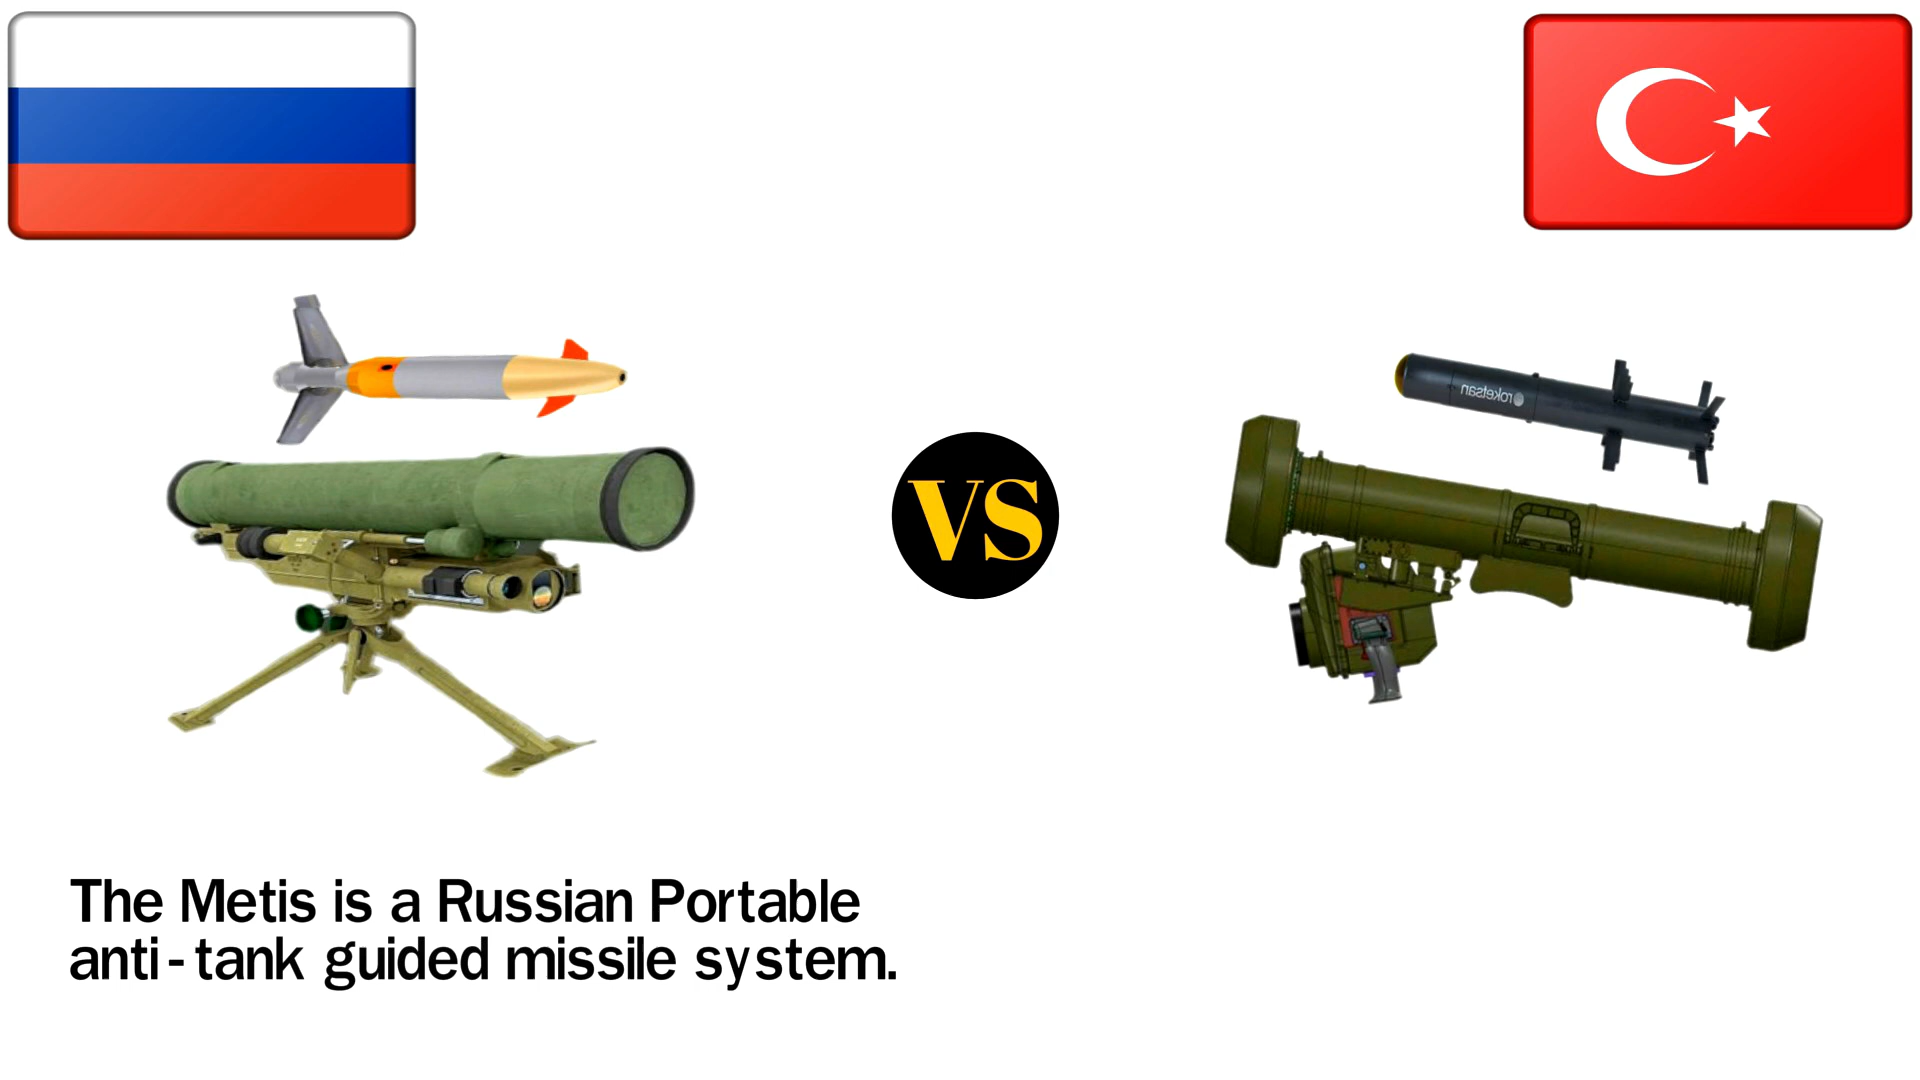 roketsan
VS
The Metis is a Russian Portable
anti-tank guided missile system.